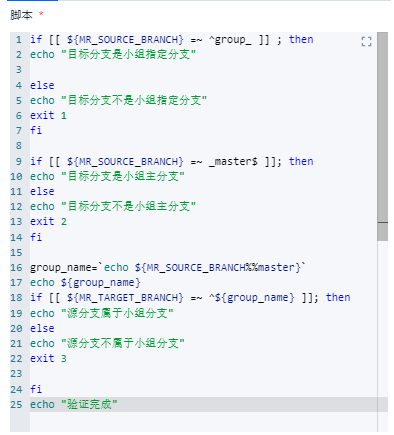 脚本 *
1 if [[ ${MR_SOURCE_BRANCH} =~ ^group_ ]] ; then
2 echo "目标分支是小组指定分支"
3
4 else
5 echo "目标分支不是小组指定分支"
6 exit 1
7 fi
8
9 if [[ ${MR_SOURCE_BRANCH} =~ _master$ ]]; then
10 echo "目标分支是小组主分支"
11 else
12 echo "目标分支不是小组主分支"
13 exit 2
14 fi
15
16 group_name=`echo ${MR_SOURCE_BRANCH%%master}`
17 echo ${group_name}
18 if [[ ${MR_TARGET_BRANCH} =~ ^${group_name} ]]; then
19 echo "源分支属于小组分支"
20 else
21 echo "源分支不属于小组分支"
22 exit 3
23
24 fi
25 echo "验证完成"